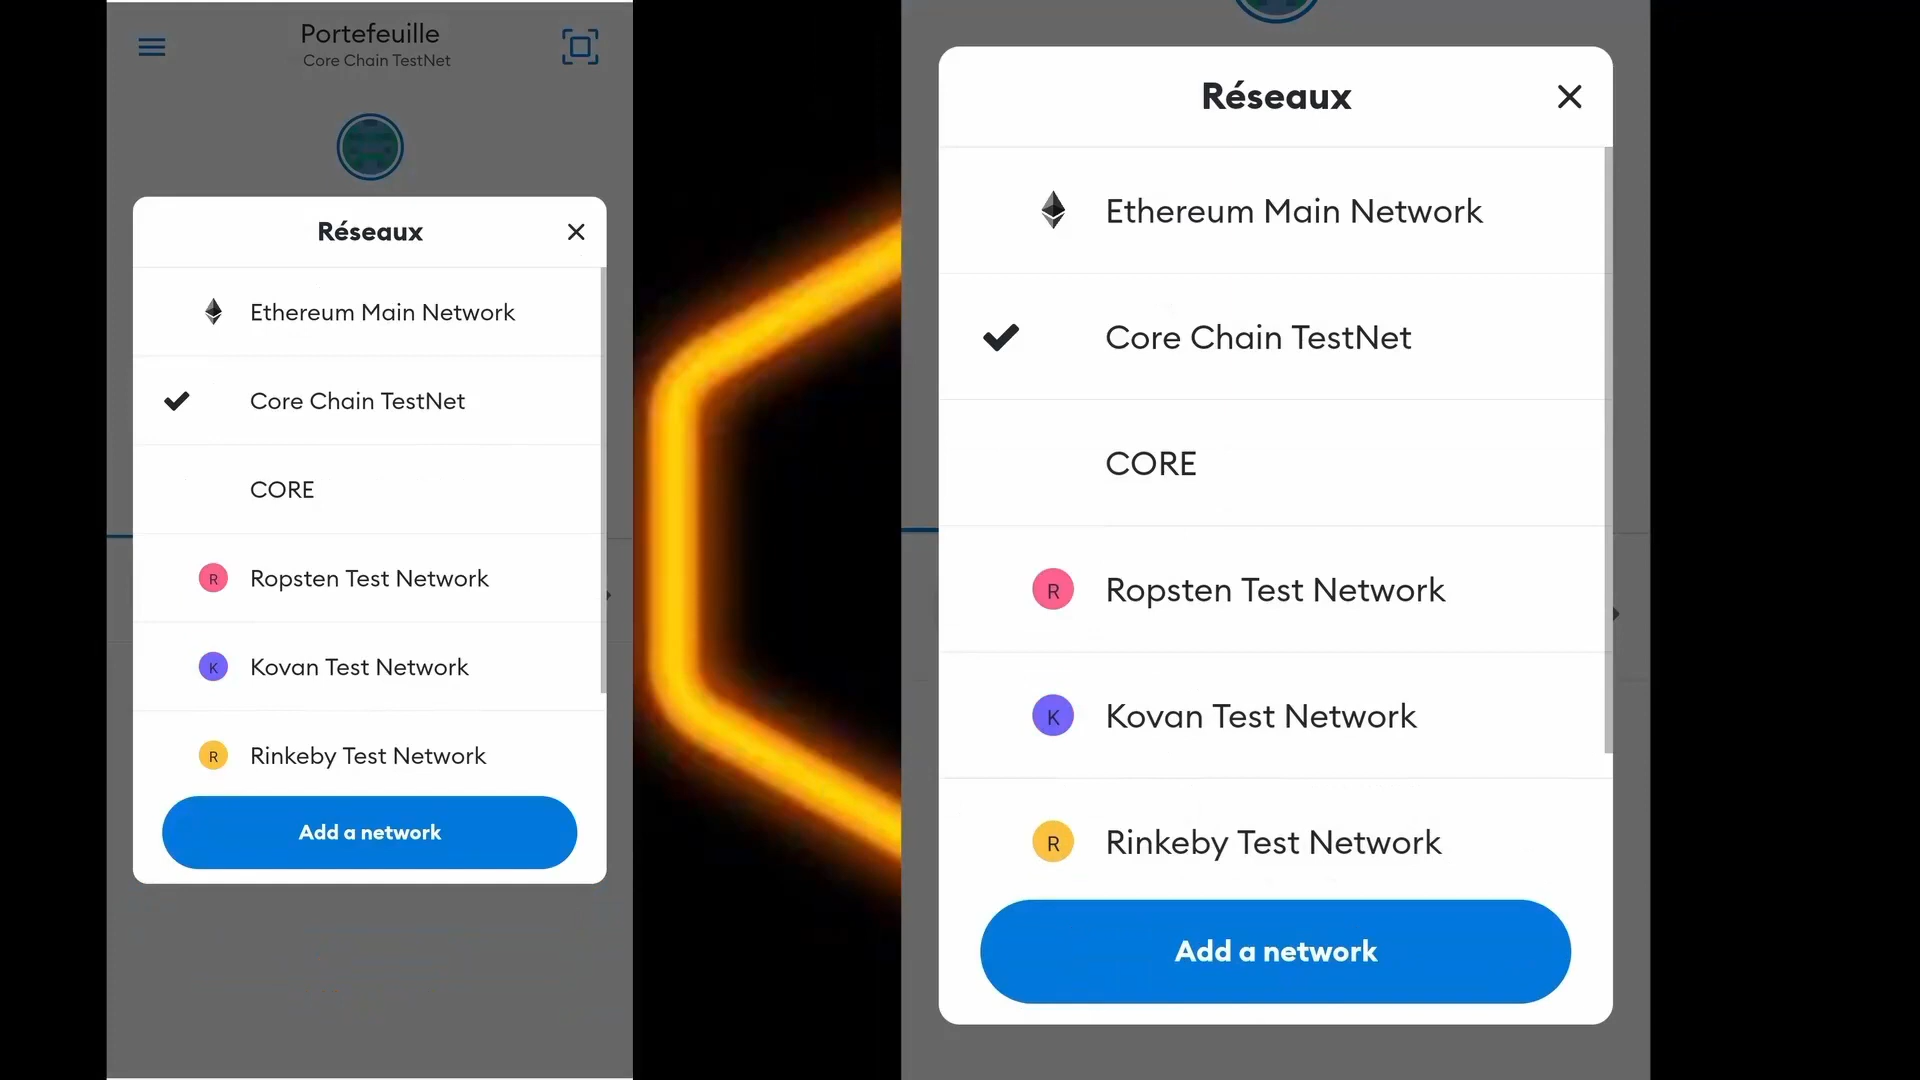 Portefeuille
Core Chain TestNet
Réseaux
Ethereum Main Network
Core Chain TestNet
CORE
R Ropsten Test Network
K Kovan Test Network
R Rinkeby Test Network
Add a network
Réseaux
Ethereum Main Network
Core Chain TestNet
CORE
R Ropsten Test Network
K Kovan Test Network
R Rinkeby Test Network
Add a network